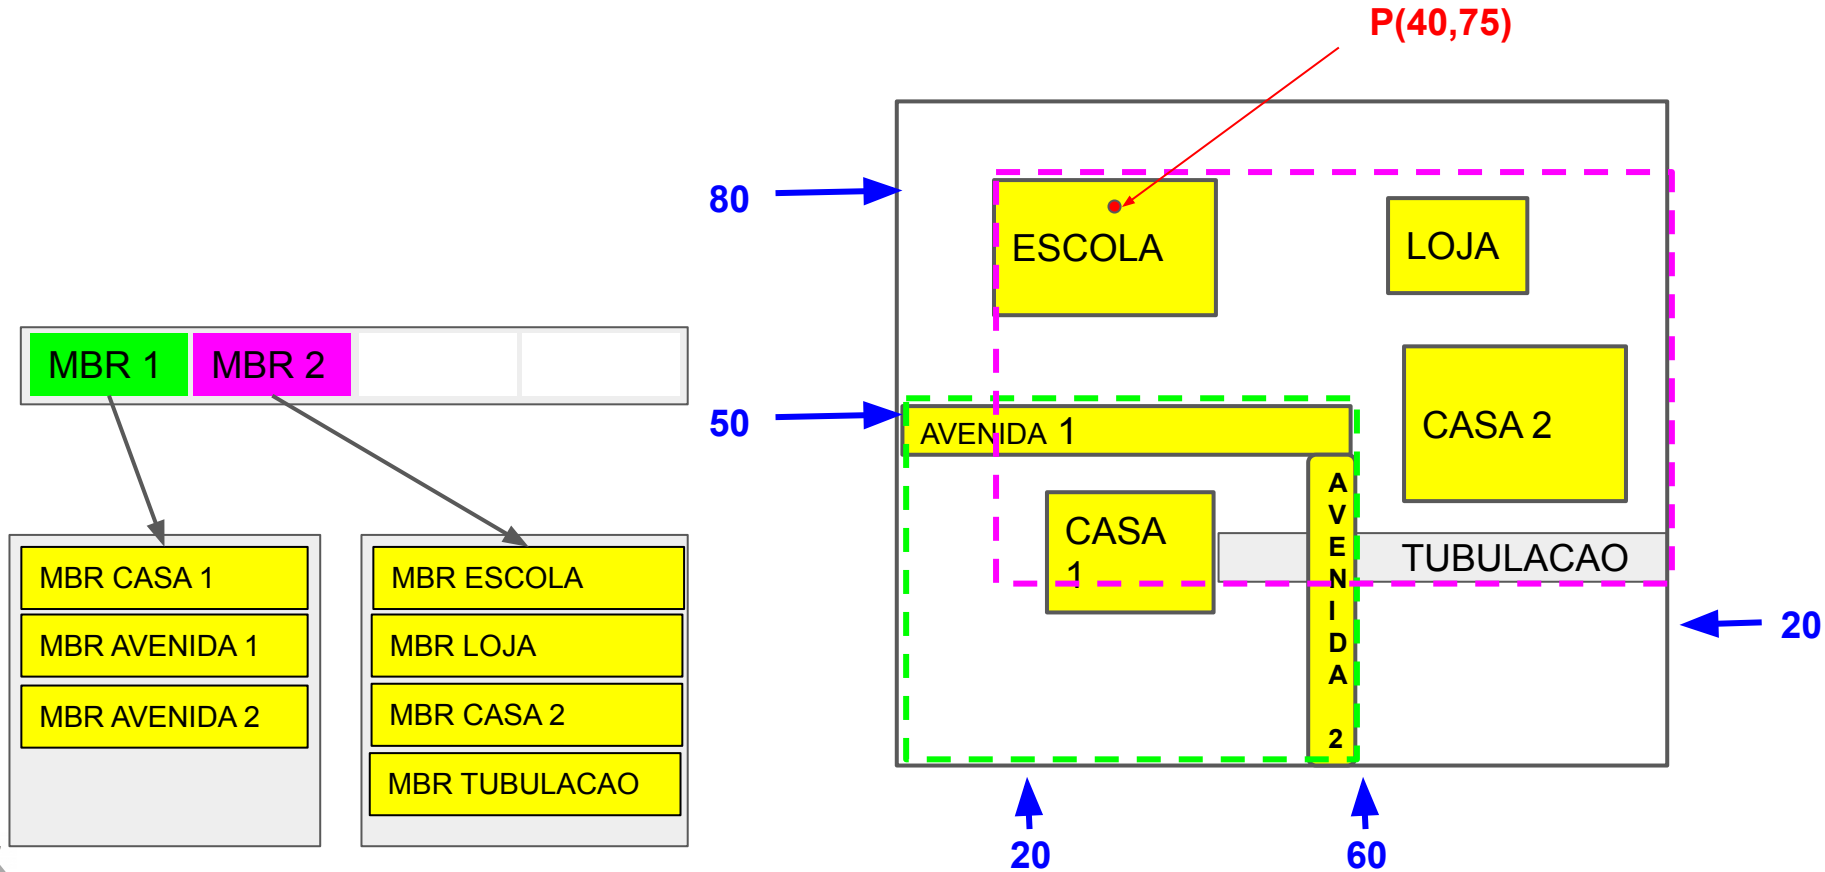 P(40,75)
80
ESCOLA
LOJA
MBR 1
MBR 2
50
AVENIDA 1
CASA 2
A
V
E
N
I
D
A
2
CASA
1
TUBULACAO
MBR CASA 1
MBR AVENIDA 1
MBR AVENIDA 2
MBR ESCOLA
MBR LOJA
MBR CASA 2
MBR TUBULACAO
20
20
60